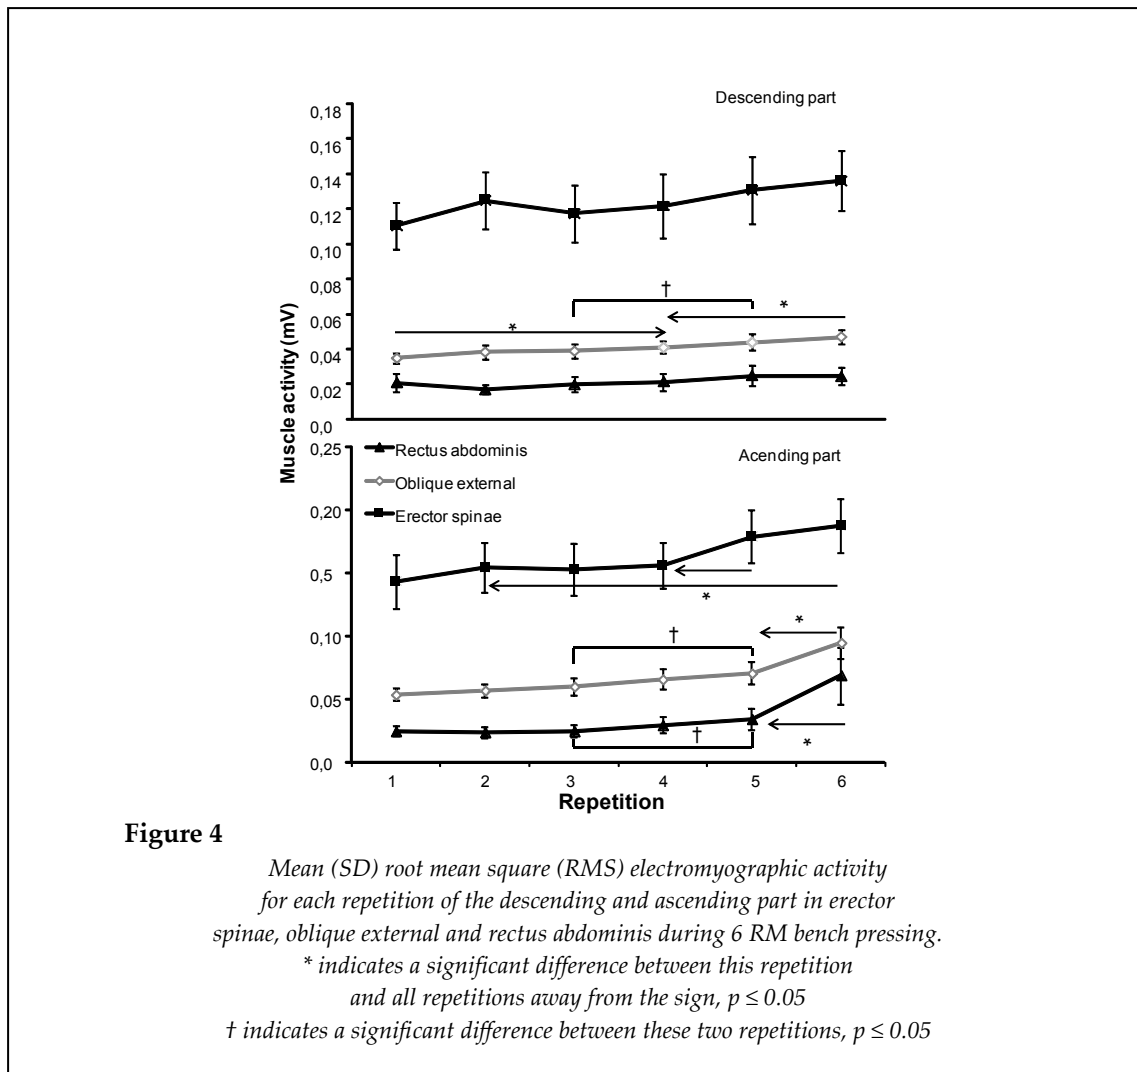 Descending part
0,18
0,16
0,14
0,12
0,10
0,08
0,06
0,04
0,02
0,0
†
*
*
Muscle activity (mV)
Rectus abdominis
Oblique external
Erector spinae
Acending part
0,25
0,20
0,5
0,10
0,05
0,0
*
*
†
†
*
1 2 3 4 5 6
Repetition
Figure 4
Mean (SD) root mean square (RMS) electromyographic activity
for each repetition of the descending and ascending part in erector
spinae, oblique external and rectus abdominis during 6 RM bench pressing.
* indicates a significant difference between this repetition
and all repetitions away from the sign, p ≤ 0.05
† indicates a significant difference between these two repetitions, p ≤ 0.05